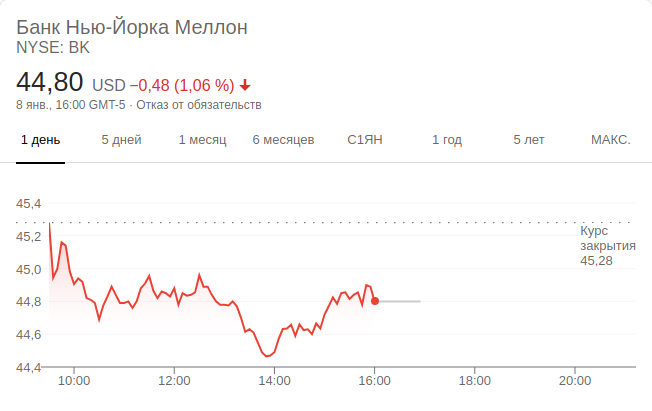 Банк Нью-Йорка Меллон
NYSE: BK
44,80 USD −0,48 (1,06 %)
8 янв., 16:00 GMT-5 · Отказ от обязательств
1 день 5 дней 1 месяц 6 месяцев С1ЯН 1 год 5 лет МАКС.
45,4
45,2
45,0
44,8
44,6
44,4
Курс
закрытия
45,28
10:00 12:00 14:00 16:00 18:00 20:00